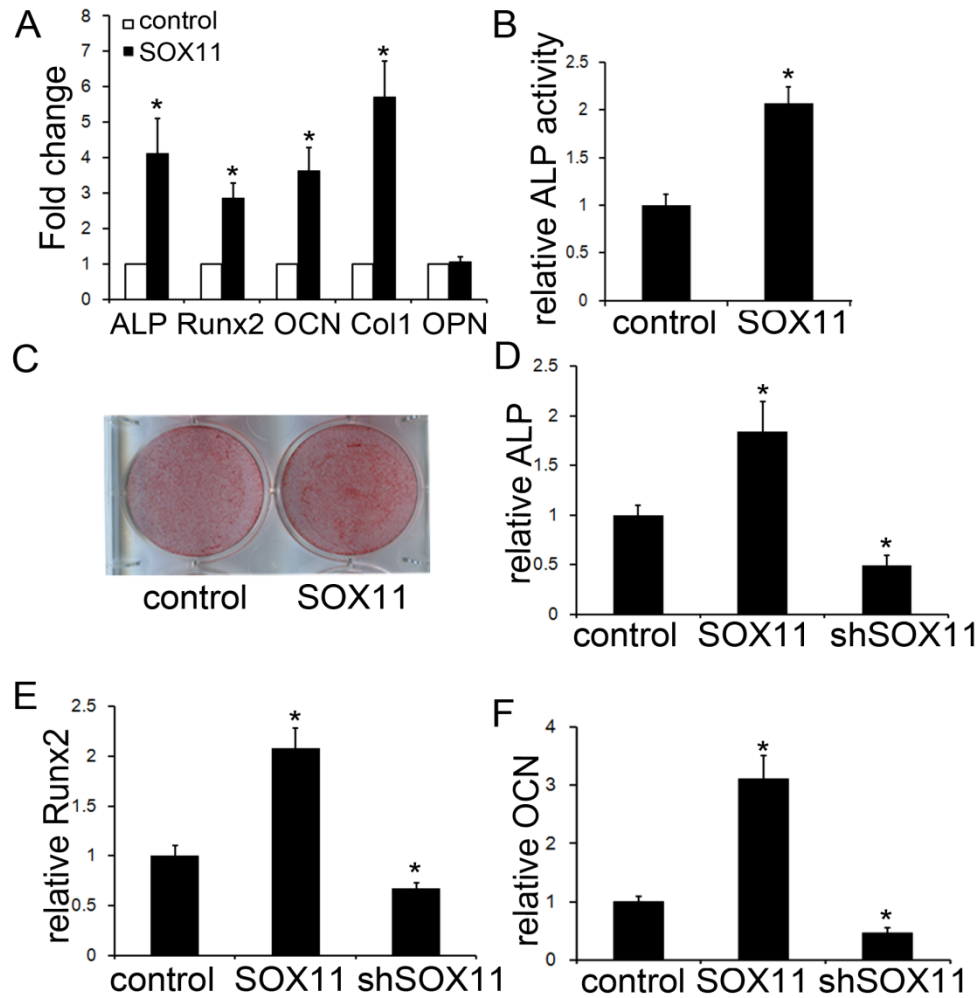 A
control
SOX11
Fold change
8
7
6
5
4
3
2
1
0
*
*
*
*
ALP Runx2 OCN Col1 OPN
B
relative ALP activity
2.5
2
1.5
1
0.5
0
*
control SOX11
C
control SOX11
D
relative ALP
2.5
2
1.5
1
0.5
0
*
*
control SOX11 shSOX11
E
relative Runx2
2.5
2
1.5
1
0.5
0
*
*
control SOX11 shSOX11
F
relative OCN
4
3
2
1
0
*
*
control SOX11 shSOX11